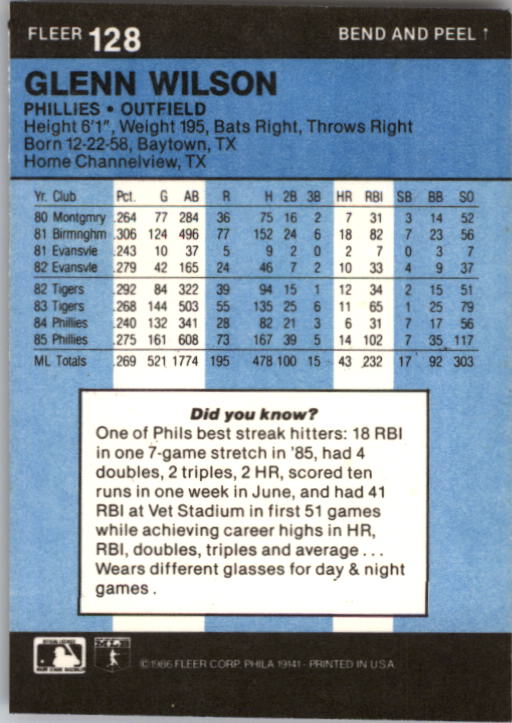 FLEER 128 BEND AND PEEL ↑
GLENN WILSON
PHILLIES • OUTFIELD
Height 6'1", Weight 195, Bats Right, Throws Right
Born 12-22-58, Baytown, TX
Home Channelview, TX
Yr. Club Pct. G AB R H 2B 3B HR RBI SB BB SO
80 Montgmry .264 77 284 36 75 16 2 7 31 3 14 52
81 Birmnghm .306 124 496 77 152 24 6 18 82 7 23 56
81 Evansvle .243 10 37 5 9 2 0 2 7 0 3 7
82 Evansvle .279 42 165 24 46 7 2 10 33 4 9 37
82 Tigers .292 84 322 39 94 15 1 12 34 2 15 51
83 Tigers .268 144 503 55 135 25 6 11 65 1 25 79
84 Phillies .240 132 341 28 82 21 3 6 31 7 17 56
85 Phillies .275 161 608 73 167 39 5 14 102 7 35 117
ML Totals .269 521 1774 195 478 100 15 43 232 17 92 303
Did you know?
One of Phils best streak hitters: 18 RBI
in one 7-game stretch in '85, had 4
doubles, 2 triples, 2 HR, scored ten
runs in one week in June, and had 41
RBI at Vet Stadium in first 51 games
while achieving career highs in HR,
RBI, doubles, triples and average . . .
Wears different glasses for day & night
games .
©1986 FLEER CORP. PHILA 19141 - PRINTED IN U.S.A.